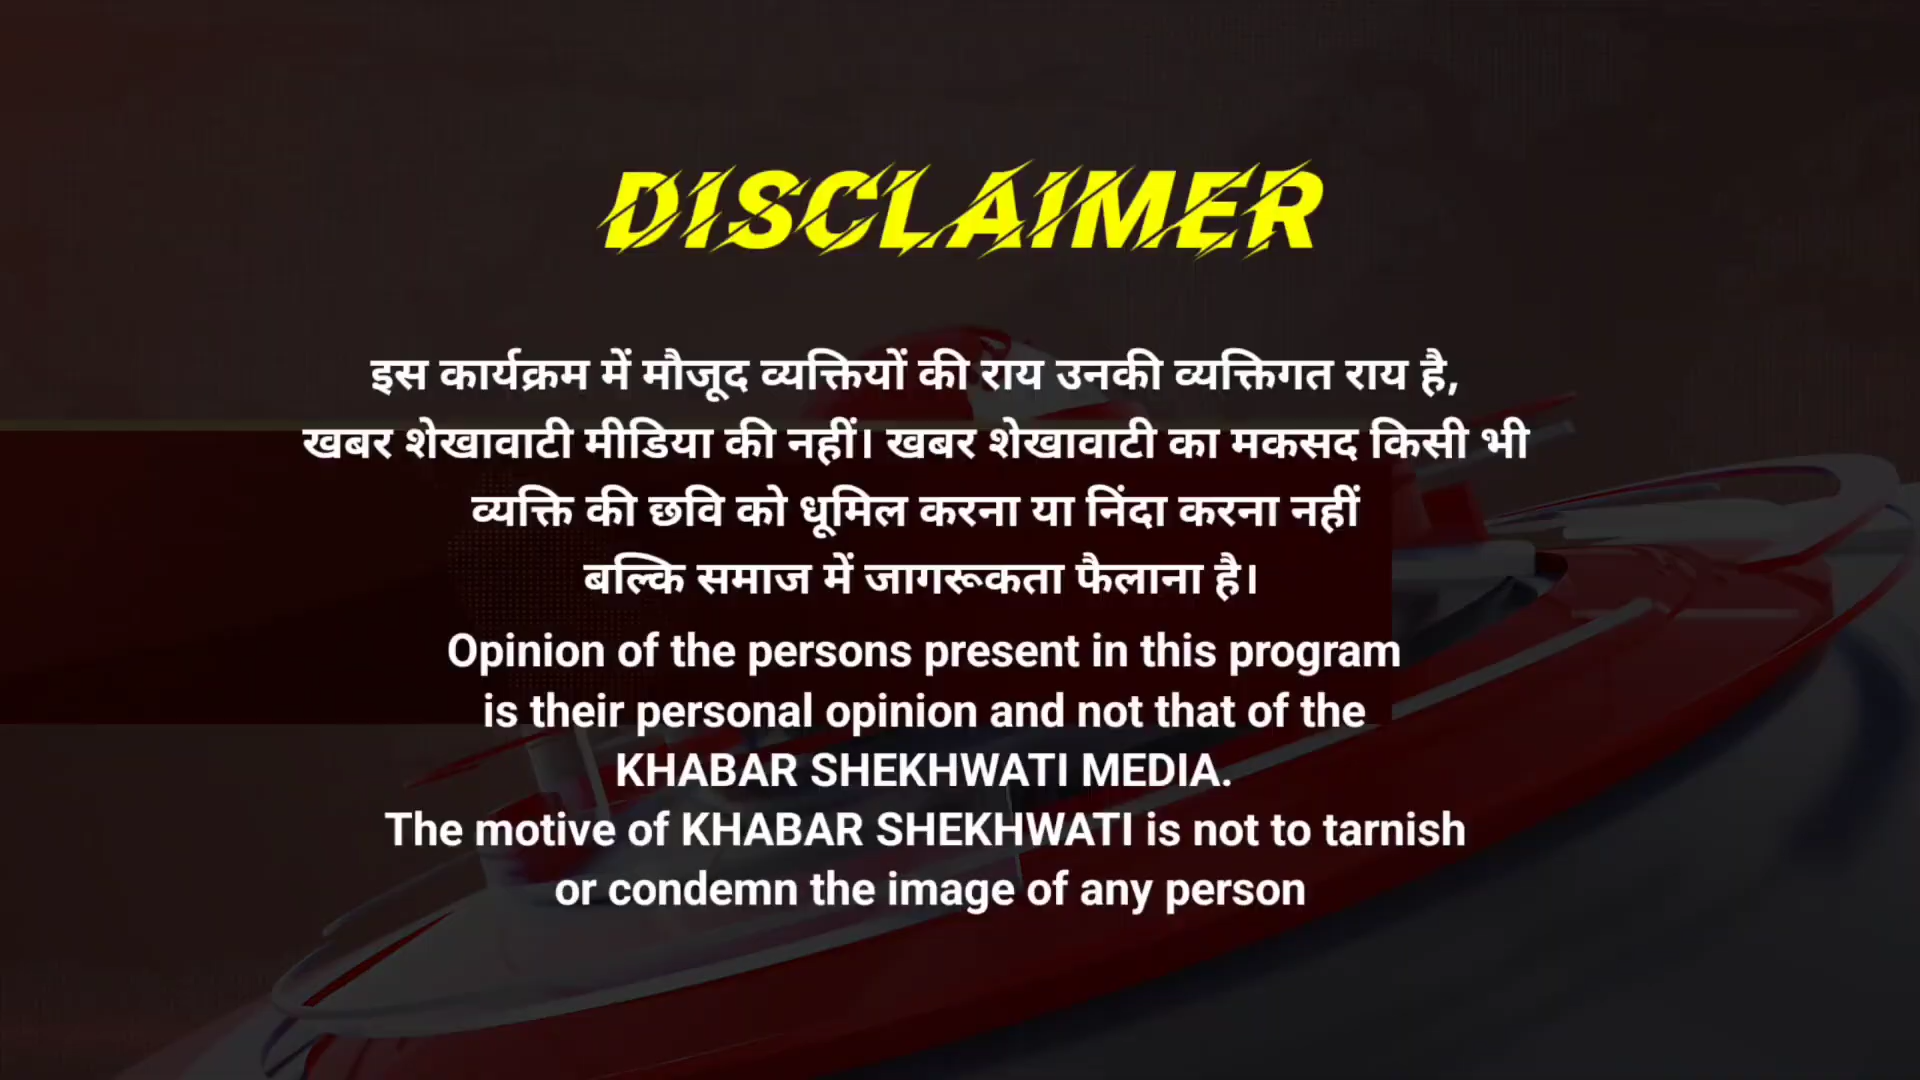 DISCLAIMER
इस कार्यक्रम में मौजूद व्यक्तियों की राय उनकी व्यक्तिगत राय है,
खबर शेखावाटी मीडिया की नहीं। खबर शेखावाटी का मकसद किसी भी
व्यक्ति की छवि को धूमिल करना या निंदा करना नहीं
बल्कि समाज में जागरूकता फैलाना है।
Opinion of the persons present in this program
is their personal opinion and not that of the
KHABAR SHEKHWATI MEDIA.
The motive of KHABAR SHEKHWATI is not to tarnish
or condemn the image of any person